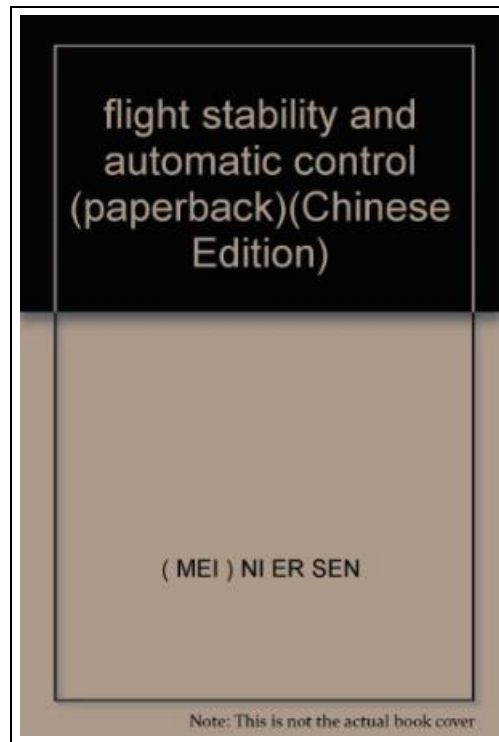 flight stability and
automatic control
(paperback)(Chinese
Edition)
( MEI ) NI ER SEN
Note: This is not the actual book cover